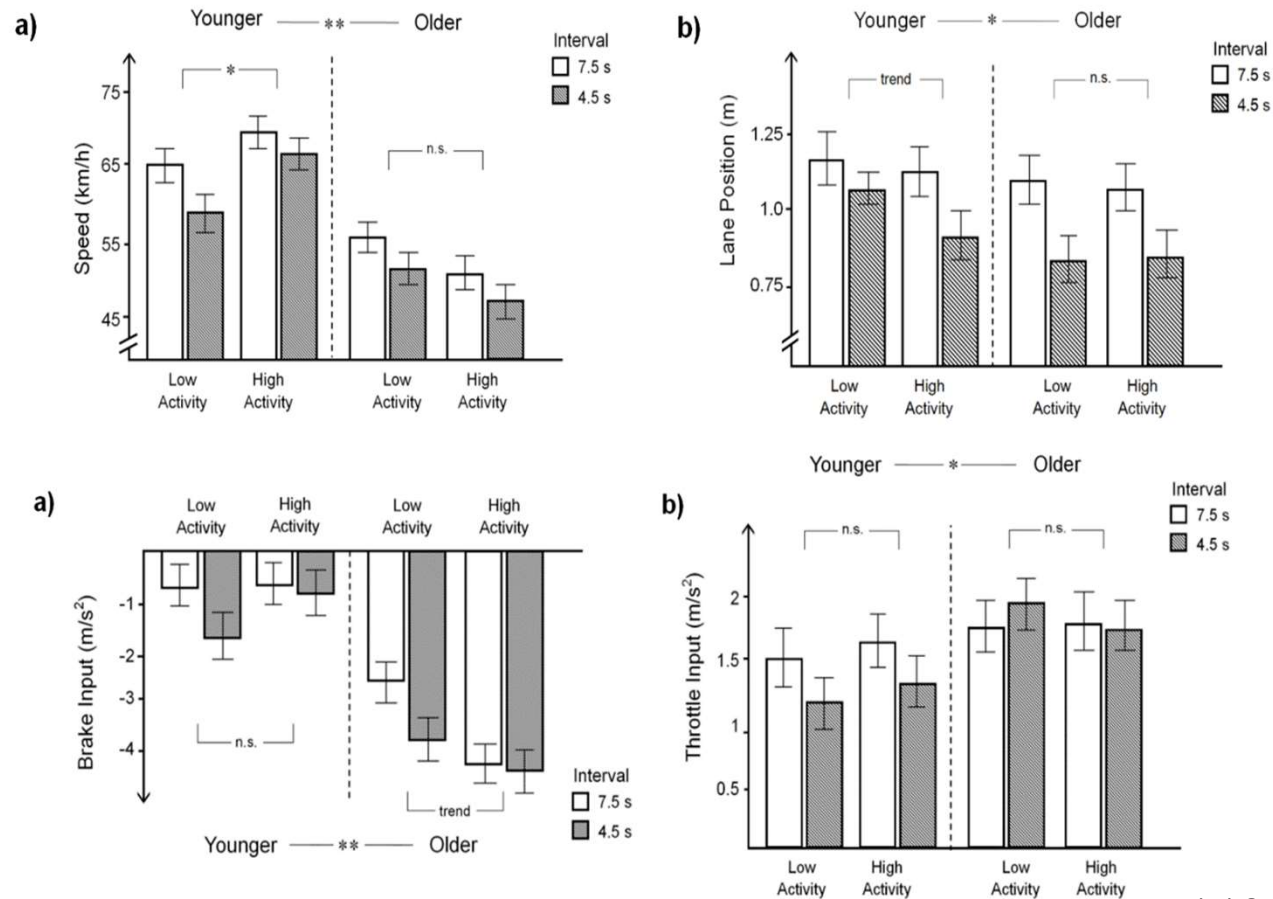 a)
Younger ** Older
Interval
7.5 s
4.5 s
*
n.s.
75
65
55
45
Speed (km/h)
Low Activity
High Activity
Low Activity
High Activity
b)
Younger * Older
Interval
7.5 s
4.5 s
trend
n.s.
1.25
1.0
0.75
Lane Position (m)
Low Activity
High Activity
Low Activity
High Activity
a)
Low Activity
High Activity
Low Activity
High Activity
-1
-2
-3
-4
Brake Input (m/s²)
n.s.
trend
Interval
7.5 s
4.5 s
Younger ** Older
b)
Younger * Older
Interval
7.5 s
4.5 s
n.s.
n.s.
2
1.5
1
0.5
Throttle Input (m/s²)
Low Activity
High Activity
Low Activity
High Activity